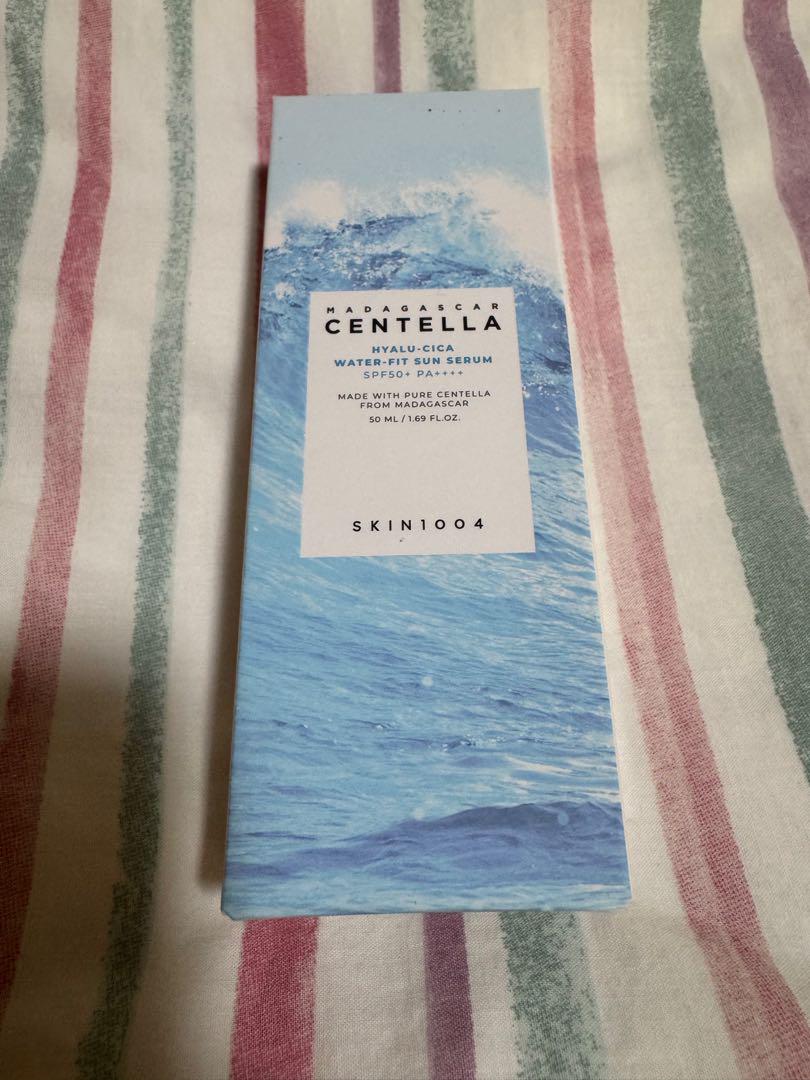 MADAGASCAR
CENTELLA
HYALU-CICA
WATER-FIT SUN SERUM
SPF50+ PA++++
MADE WITH PURE CENTELLA
FROM MADAGASCAR
50 ML / 1.69 FL.OZ.
SKIN1004